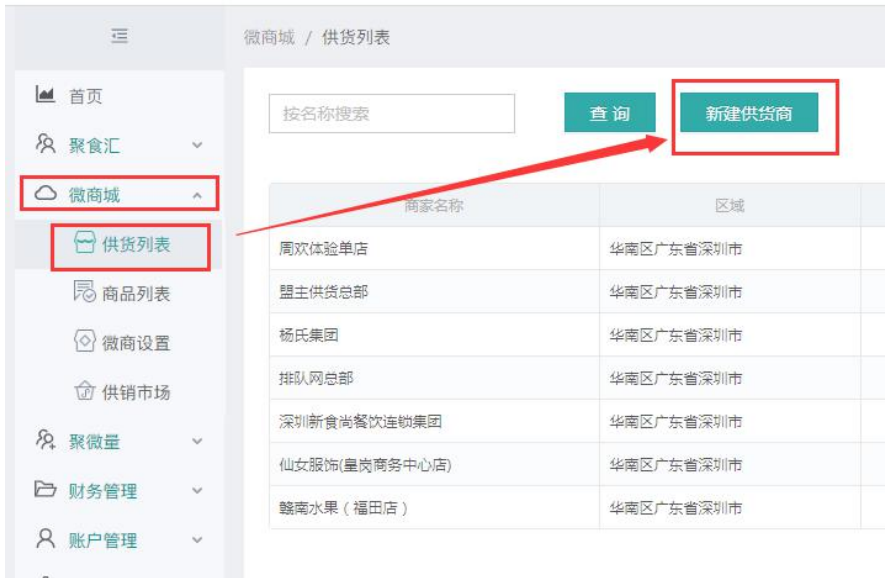 微商城 / 供货列表
首页
聚食汇
微商城
供货列表
商品列表
微商设置
供销市场
聚微量
财务管理
账户管理
按名称搜索
查 询
新建供货商
商家名称 区域
周欢体验单店 华南区广东省深圳市
盟主供货总部 华南区广东省深圳市
杨氏集团 华南区广东省深圳市
排队网总部 华南区广东省深圳市
深圳新食尚餐饮连锁集团 华南区广东省深圳市
仙女服饰(皇岗商务中心店) 华南区广东省深圳市
赣南水果（福田店） 华南区广东省深圳市